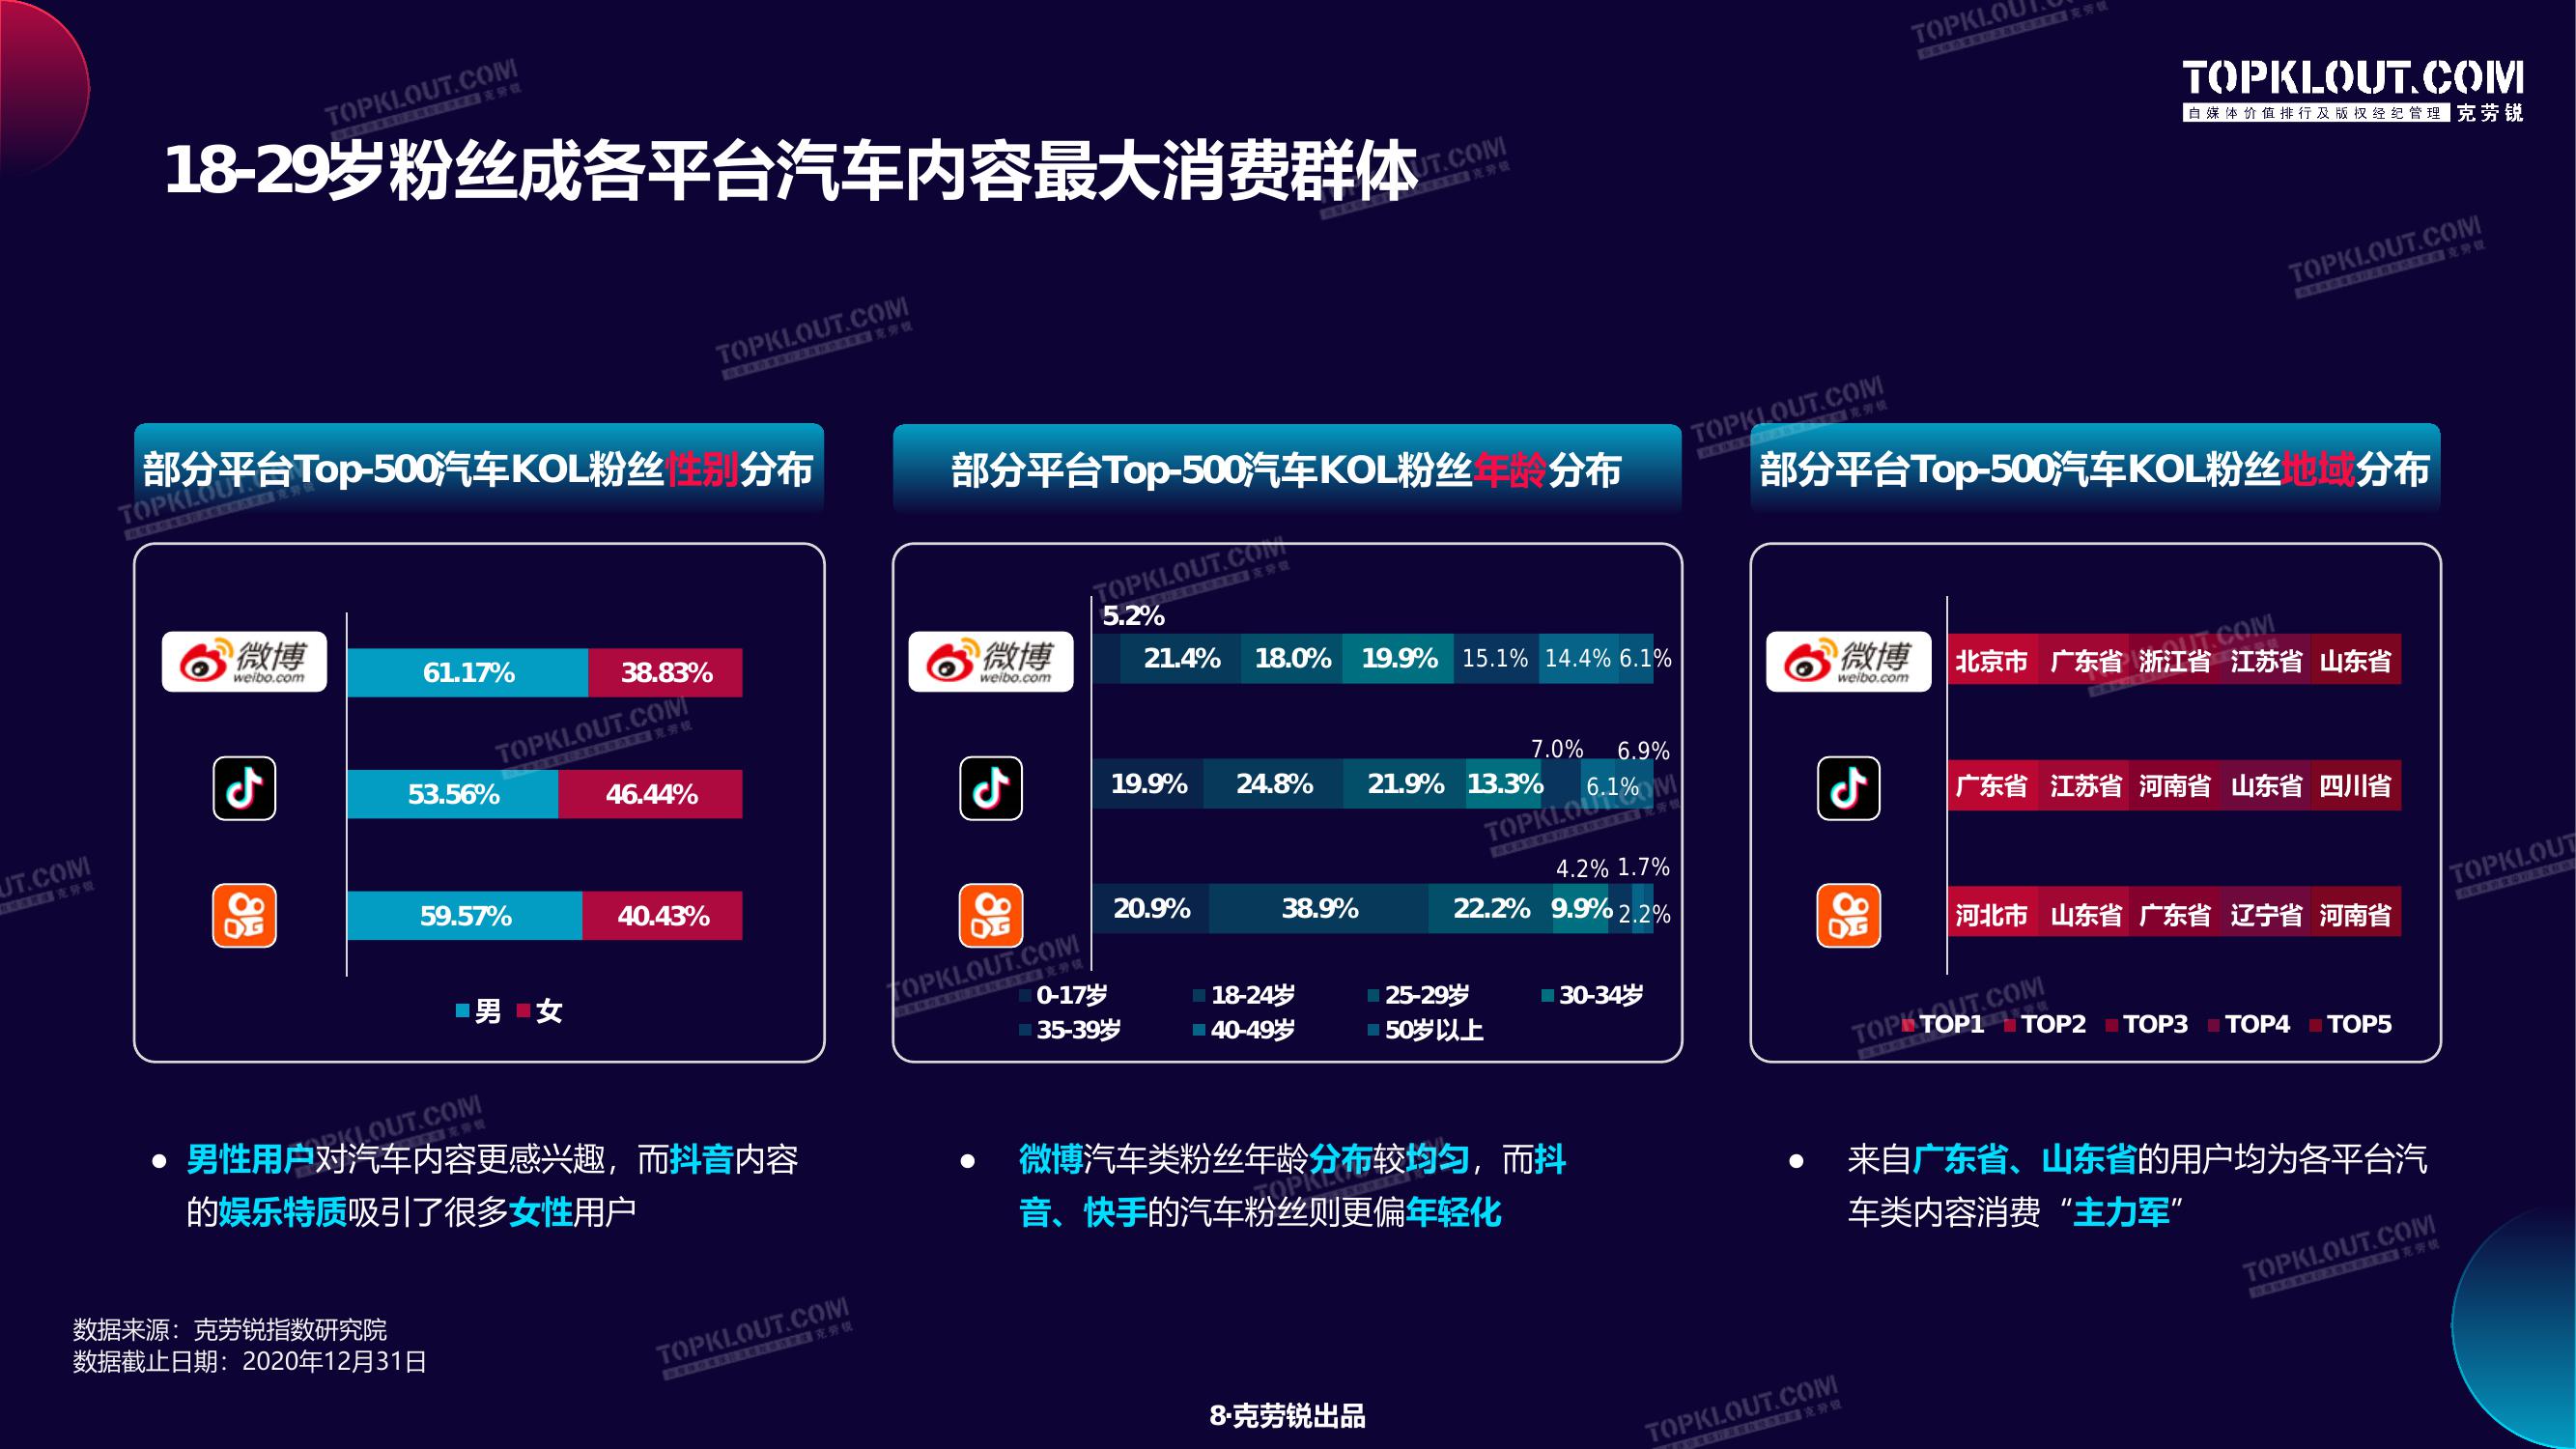 TOPKLOUT.COM
自媒体价值排行及版权经纪管理 克劳锐
18-29岁粉丝成各平台汽车内容最大消费群体
部分平台Top-500汽车KOL粉丝性别分布
微博
weibo.com
61.17% 38.83%
53.56% 46.44%
59.57% 40.43%
男 女
部分平台Top-500汽车KOL粉丝年龄分布
5.2%
微博
weibo.com
21.4% 18.0% 19.9% 15.1% 14.4% 6.1%
7.0% 6.9%
19.9% 24.8% 21.9% 13.3% 6.1%
4.2% 1.7%
20.9% 38.9% 22.2% 9.9% 2.2%
0-17岁 18-24岁 25-29岁 30-34岁
35-39岁 40-49岁 50岁以上
部分平台Top-500汽车KOL粉丝地域分布
微博
weibo.com
北京市 广东省 浙江省 江苏省 山东省
广东省 江苏省 河南省 山东省 四川省
河北市 山东省 广东省 辽宁省 河南省
TOP1 TOP2 TOP3 TOP4 TOP5
● 男性用户对汽车内容更感兴趣，而抖音内容
的娱乐特质吸引了很多女性用户
● 微博汽车类粉丝年龄分布较均匀，而抖
音、快手的汽车粉丝则更偏年轻化
● 来自广东省、山东省的用户均为各平台汽
车类内容消费“主力军”
数据来源：克劳锐指数研究院
数据截止日期：2020年12月31日
8·克劳锐出品